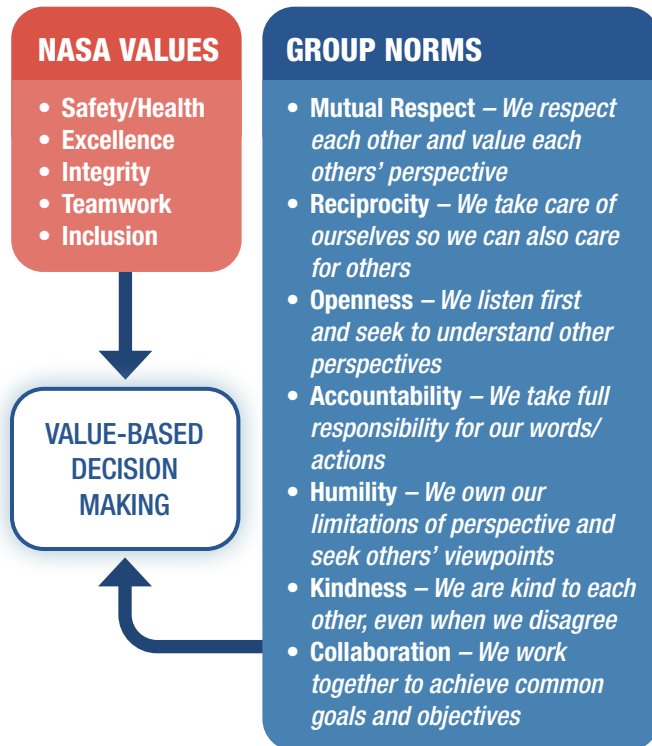 NASA VALUES
• Safety/Health
• Excellence
• Integrity
• Teamwork
• Inclusion
VALUE-BASED
DECISION
MAKING
GROUP NORMS
• Mutual Respect – We respect
each other and value each
others’ perspective
• Reciprocity – We take care of
ourselves so we can also care
for others
• Openness – We listen first
and seek to understand other
perspectives
• Accountability – We take full
responsibility for our words/
actions
• Humility – We own our
limitations of perspective and
seek others’ viewpoints
• Kindness – We are kind to each
other, even when we disagree
• Collaboration – We work
together to achieve common
goals and objectives